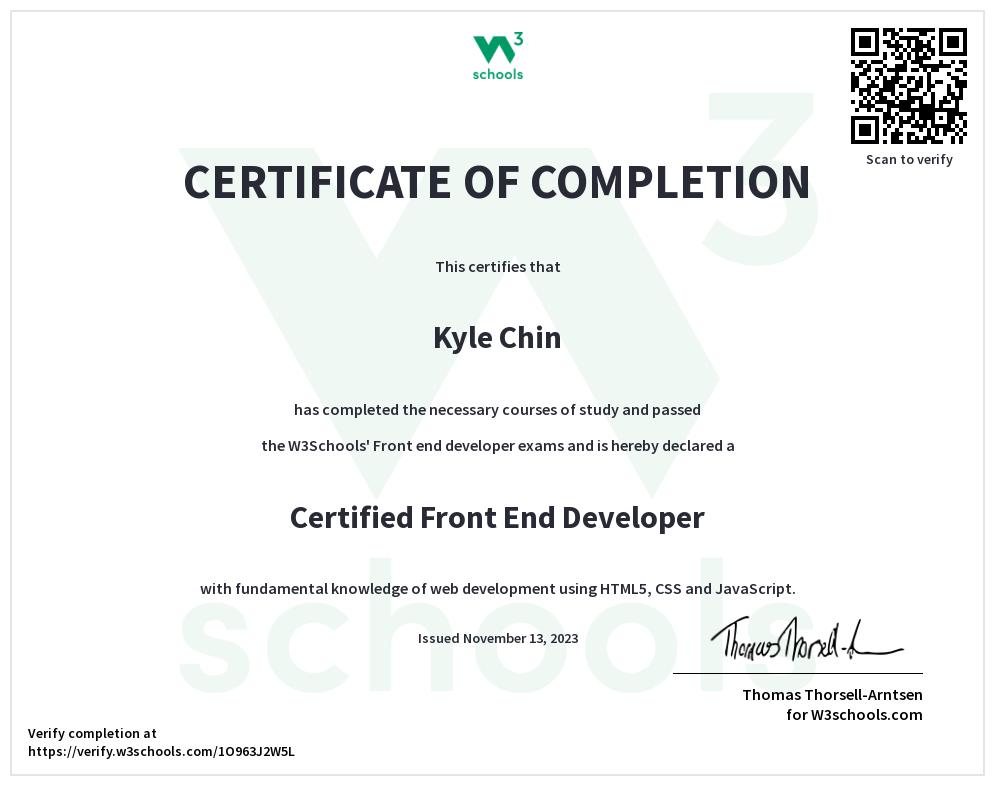 W3
schools
Scan to verify
CERTIFICATE OF COMPLETION
This certifies that
Kyle Chin
has completed the necessary courses of study and passed
the W3Schools' Front end developer exams and is hereby declared a
Certified Front End Developer
with fundamental knowledge of web development using HTML5, CSS and JavaScript.
Issued November 13, 2023
Thomas Thorsell-A
Thomas Thorsell-Arntsen
for W3schools.com
Verify completion at
https://verify.w3schools.com/1O963J2W5L
W3
schools